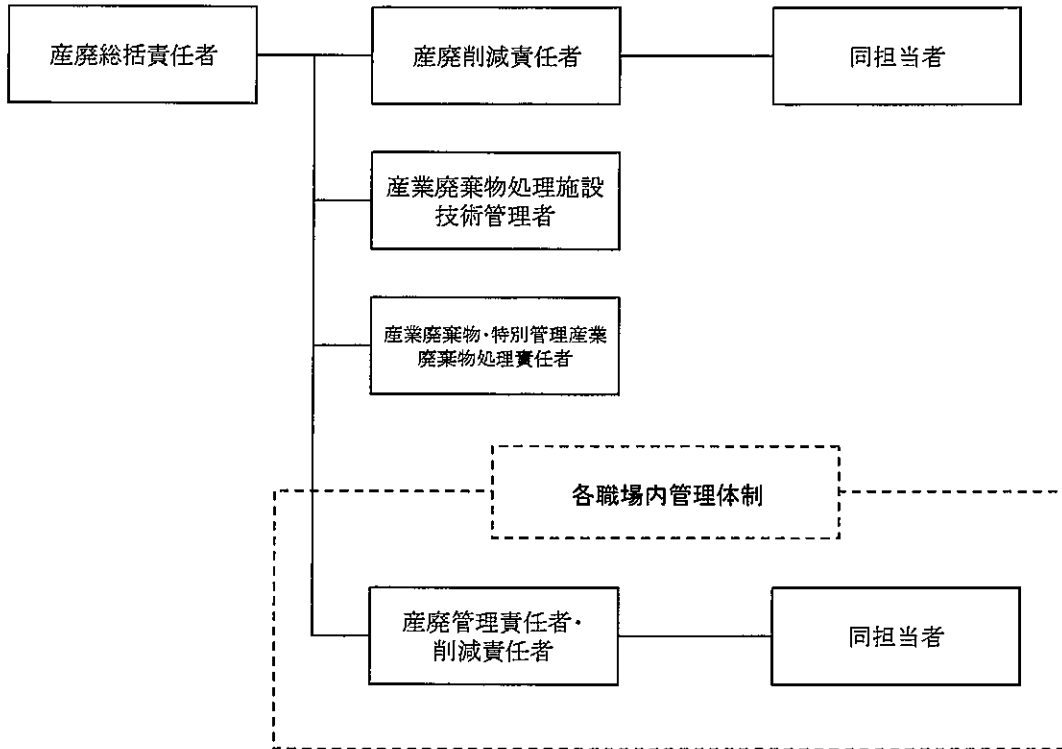 産廃総括責任者
産廃削減責任者
同担当者
産業廃棄物処理施設
技術管理者
産業廃棄物・特別管理産業
廃棄物処理責任者
各職場内管理体制
産廃管理責任者・
削減責任者
同担当者